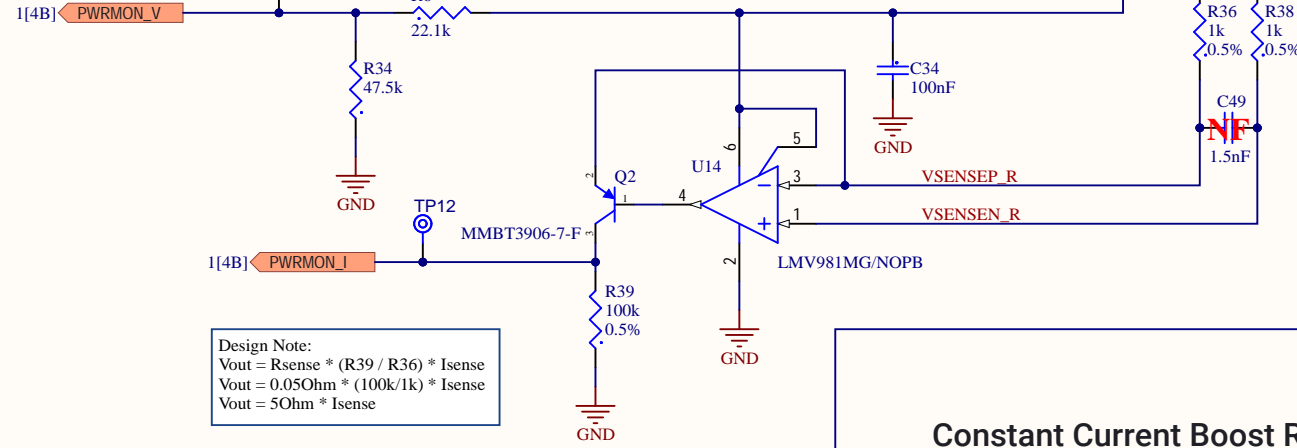 1[4B]
PWRMON_V
22.1k
R34
47.5k
GND
R36
1k
0.5%
R38
1k
0.5%
C34
100nF
GND
C49
NF
1.5nF
6
5
U14
2
Q2
1
4
3
VSENSEP_R
1
VSENSEN_R
TP12
MMBT3906-7-F
3
1[4B]
PWRMON_I
2
LMV981MG/NOPB
R39
100k
0.5%
GND
Design Note:
Vout = Rsense * (R39 / R36) * Isense
Vout = 0.05Ohm * (100k/1k) * Isense
Vout = 5Ohm * Isense
GND
Constant Current Boost R